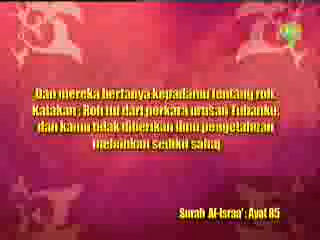 Dan mereka bertanya kepadamu tentang roh.
Katakan; Roh itu dari perkara urusan Tuhanku;
dan kamu tidak diberikan ilmu pengetahuan
melainkan sedikit sahaj
Surah Al-Israa': Ayat 85